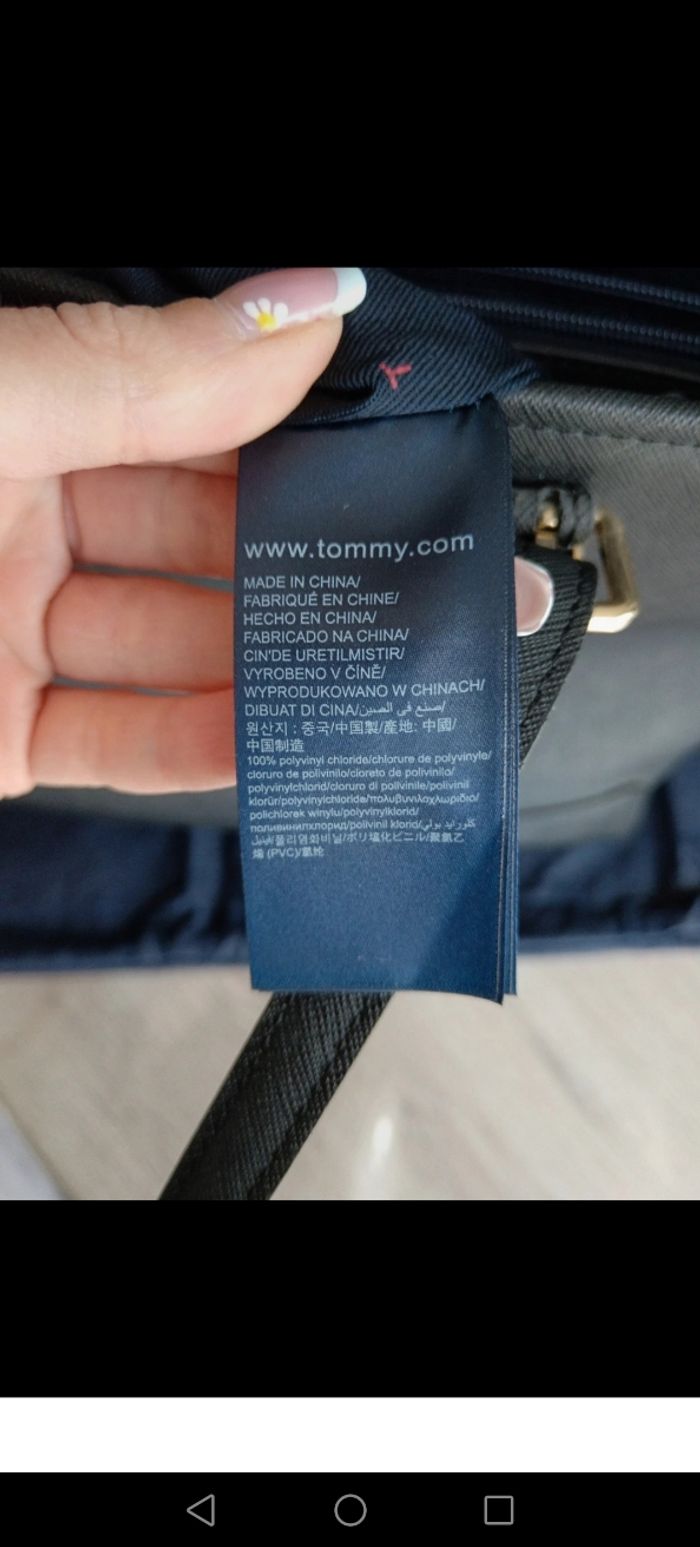 www.tommy.com
MADE IN CHINA/
FABRIQUÉ EN CHINE/
HECHO EN CHINA/
FABRICADO NA CHINA/
CIN'DE URETILMISTIR/
VYROBENO V ČÍNĚ/
WYPRODUKOWANO W CHINACH/
DIBUAT DI CINA/صنع في الصين/
원산지 : 중국/中国製/產地: 中國/
中国制造
100% polyvinyl chloride/chlorure de polyvinyle/
cloruro de polivinilo/cloreto de polivinilo/
polyvinylchlorid/cloruro di polivinile/polivinil
klorür/polyvinylchloride/πολυβινυλοχλωρίδιο/
polichlorek winylu/polyvinylklorid/
поливинилхлорид/polivinil klorid/كلورايد بولي
فينيل/폴리염화비닐/ポリ塩化ビニル/聚氯乙
烯 (PVC)/氯纶